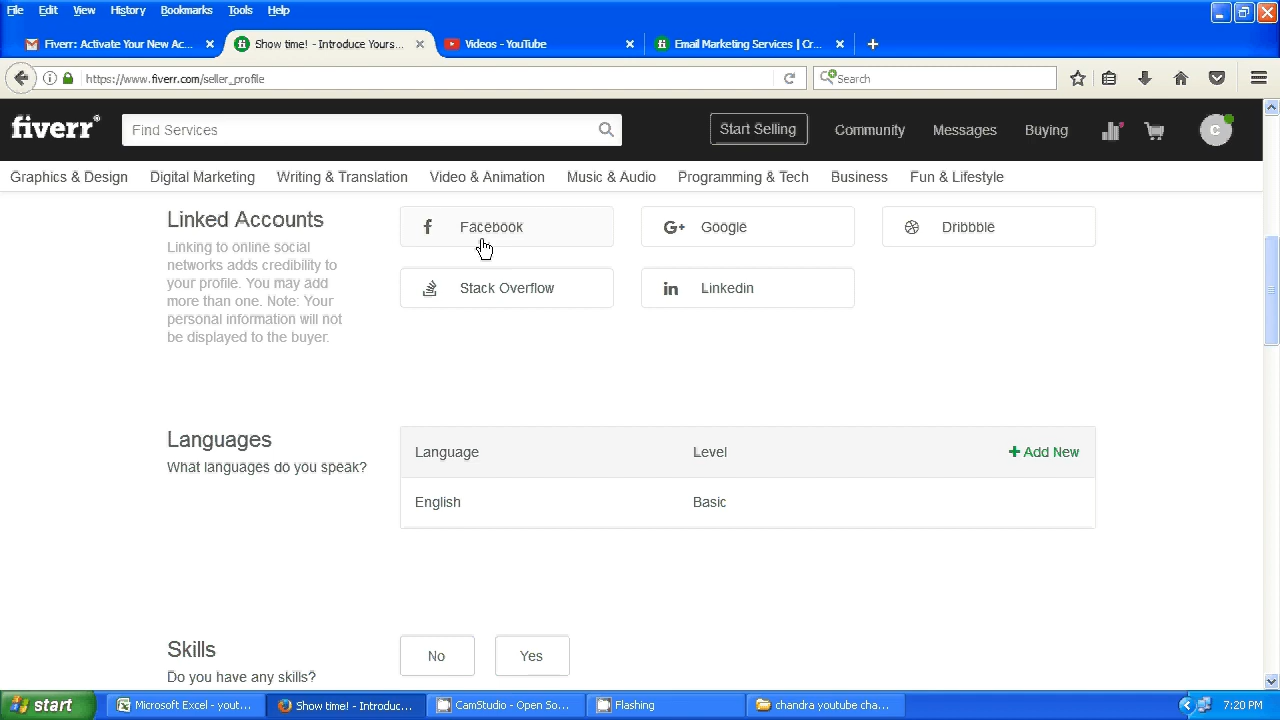 File Edit View History Bookmarks Tools Help
Fiverr: Activate Your New Ac...
Show time! - Introduce Yours...
Videos - YouTube
Email Marketing Services | Cr...
https://www.fiverr.com/seller_profile
Search
fiverr
Find Services
Start Selling
Community
Messages
Buying
C
Graphics & Design
Digital Marketing
Writing & Translation
Video & Animation
Music & Audio
Programming & Tech
Business
Fun & Lifestyle
Linked Accounts
Linking to online social
networks adds credibility to
your profile. You may add
more than one. Note: Your
personal information will not
be displayed to the buyer.
Facebook
Google
Dribbble
Stack Overflow
Linkedin
Languages
What languages do you speak?
Language
Level
+ Add New
English
Basic
Skills
Do you have any skills?
No
Yes
start
Microsoft Excel - yout...
Show time! - Introduc...
CamStudio - Open So...
Flashing
chandra youtube cha...
7:20 PM